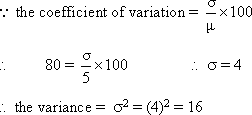 ∵ the coefficient of variation = σ/μ ×100
∴ 80 = σ/5 ×100 ∴ σ = 4
∴ the variance = σ² = (4)² = 16